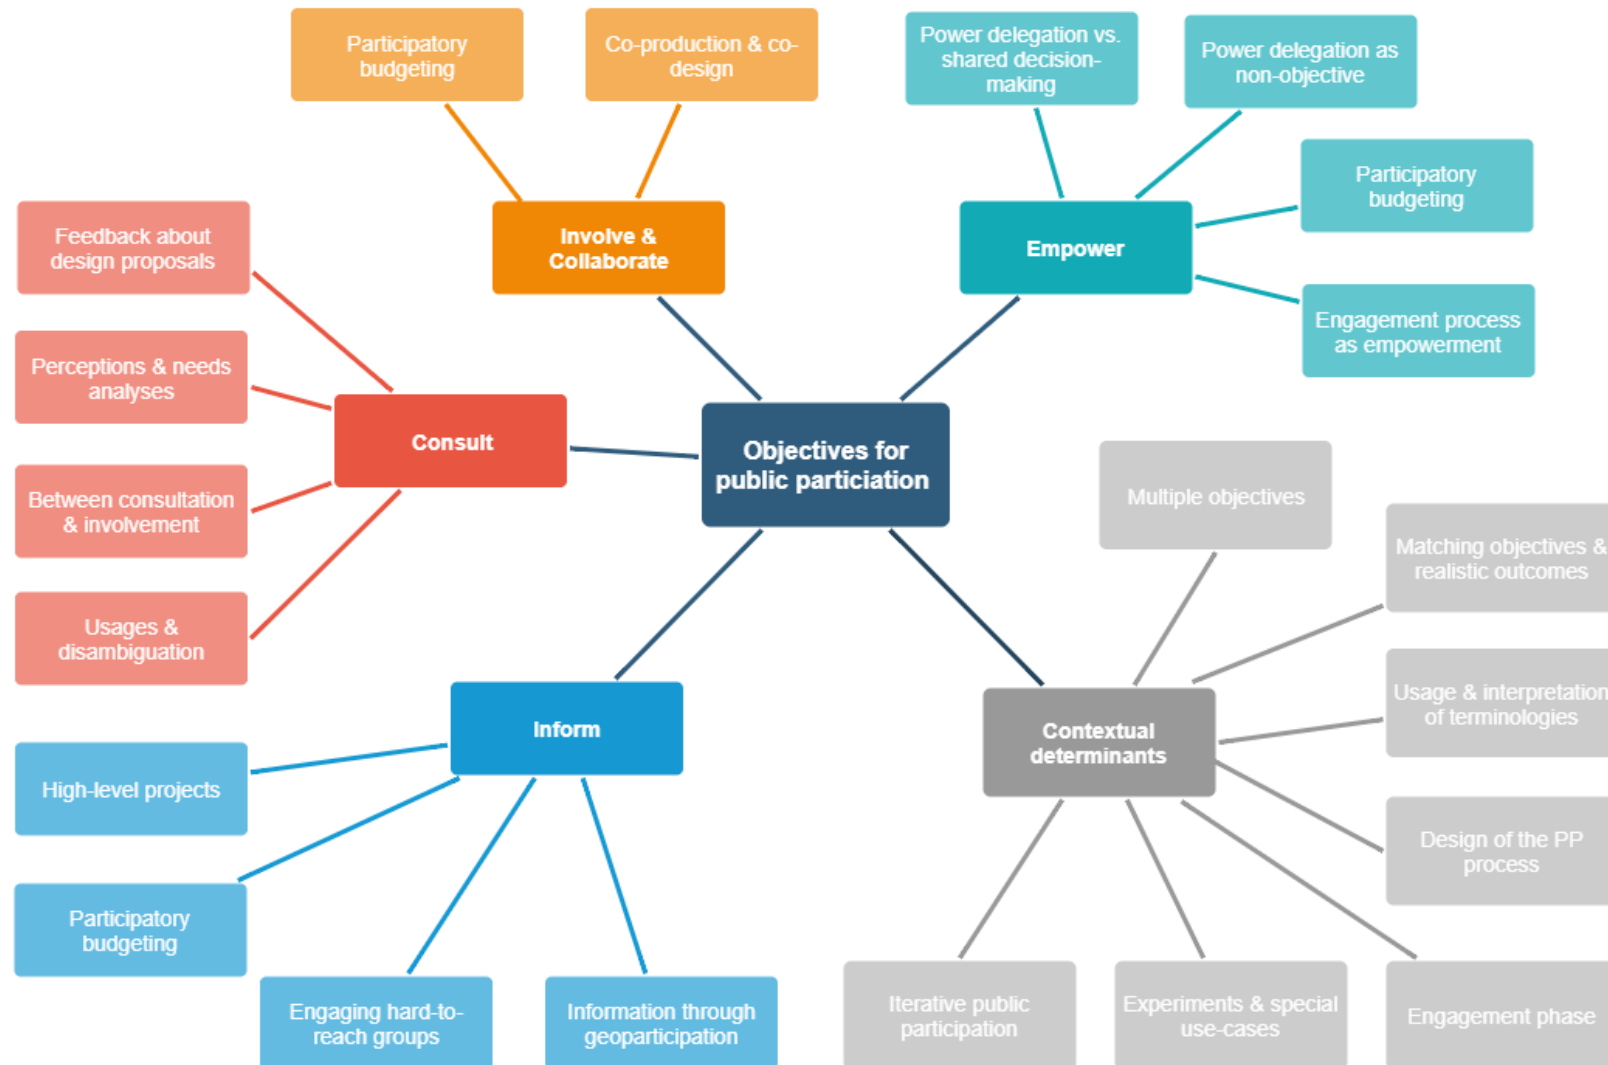 Participatory
budgeting
Co-production & co-
design
Power delegation vs.
shared decision-
making
Power delegation as
non-objective
Participatory
budgeting
Engagement process
as empowerment
Involve &
Collaborate
Empower
Feedback about
design proposals
Perceptions & needs
analyses
Between consultation
& involvement
Usages &
disambiguation
Consult
Objectives for
public particiation
Multiple objectives
Matching objectives &
realistic outcomes
Usage & interpretation
of terminologies
Design of the PP
process
Inform
Contextual
determinants
High-level projects
Participatory
budgeting
Engaging hard-to-
reach groups
Information through
geoparticipation
Iterative public
participation
Experiments & special
use-cases
Engagement phase